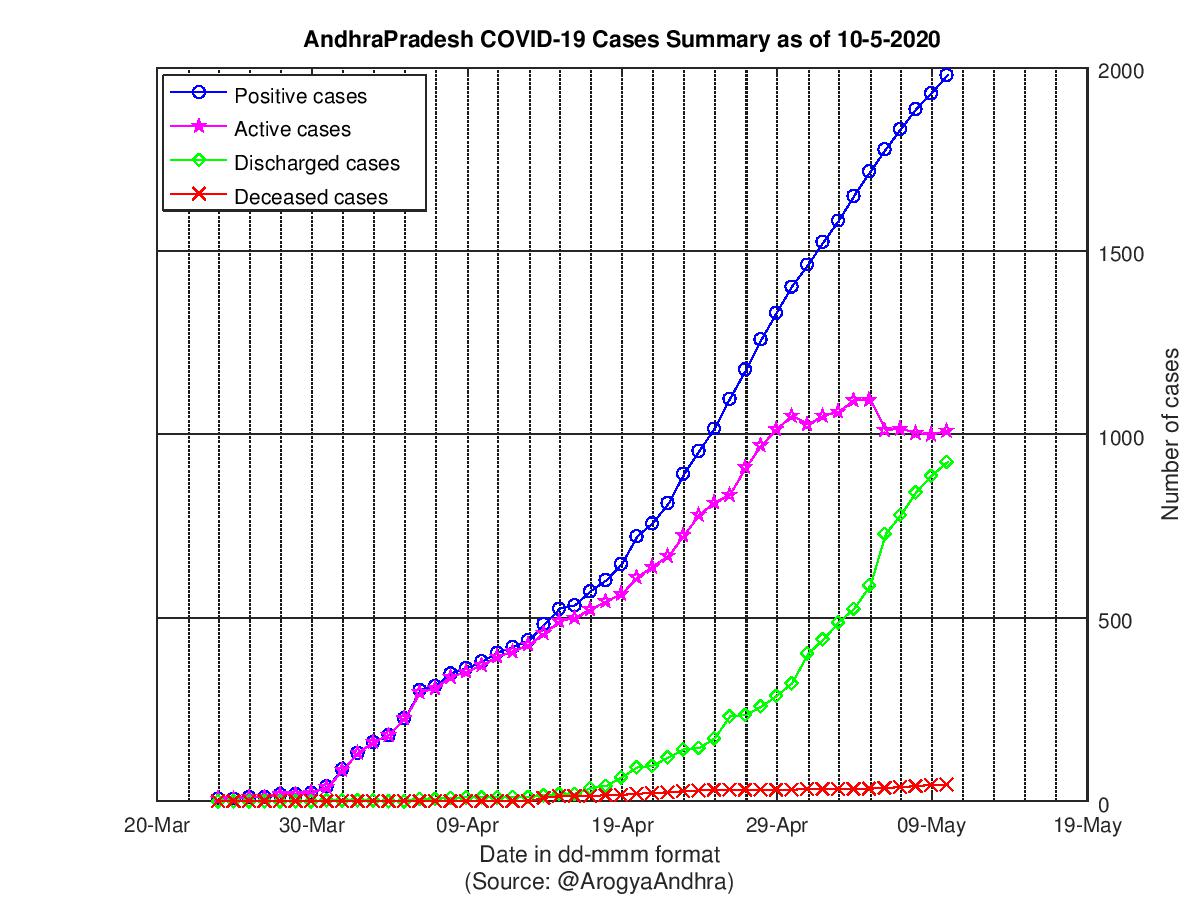 AndhraPradesh COVID-19 Cases Summary as of 10-5-2020
Positive cases
Active cases
Discharged cases
Deceased cases
2000
1500
1000
500
0
Number of cases
20-Mar 30-Mar 09-Apr 19-Apr 29-Apr 09-May 19-May
Date in dd-mmm format
(Source: @ArogyaAndhra)